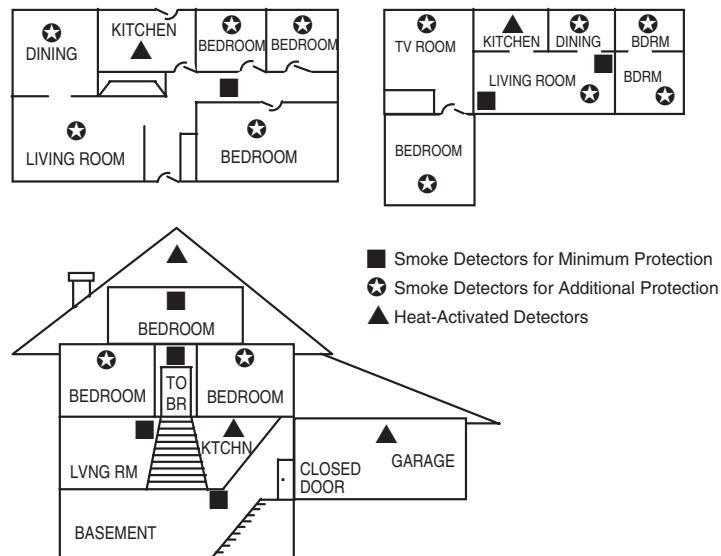 DINING
KITCHEN
BEDROOM
BEDROOM
LIVING ROOM
BEDROOM
TV ROOM
KITCHEN
DINING
BDRM
LIVING ROOM
BDRM
BEDROOM
Smoke Detectors for Minimum Protection
Smoke Detectors for Additional Protection
Heat-Activated Detectors
BEDROOM
BEDROOM
TO
BR
BEDROOM
LVNG RM
KTCHN
CLOSED
DOOR
GARAGE
BASEMENT